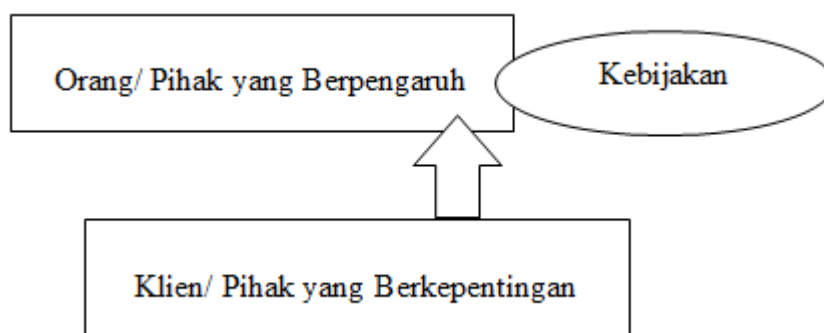 Orang/ Pihak yang Berpengaruh
Kebijakan
Klien/ Pihak yang Berkepentingan